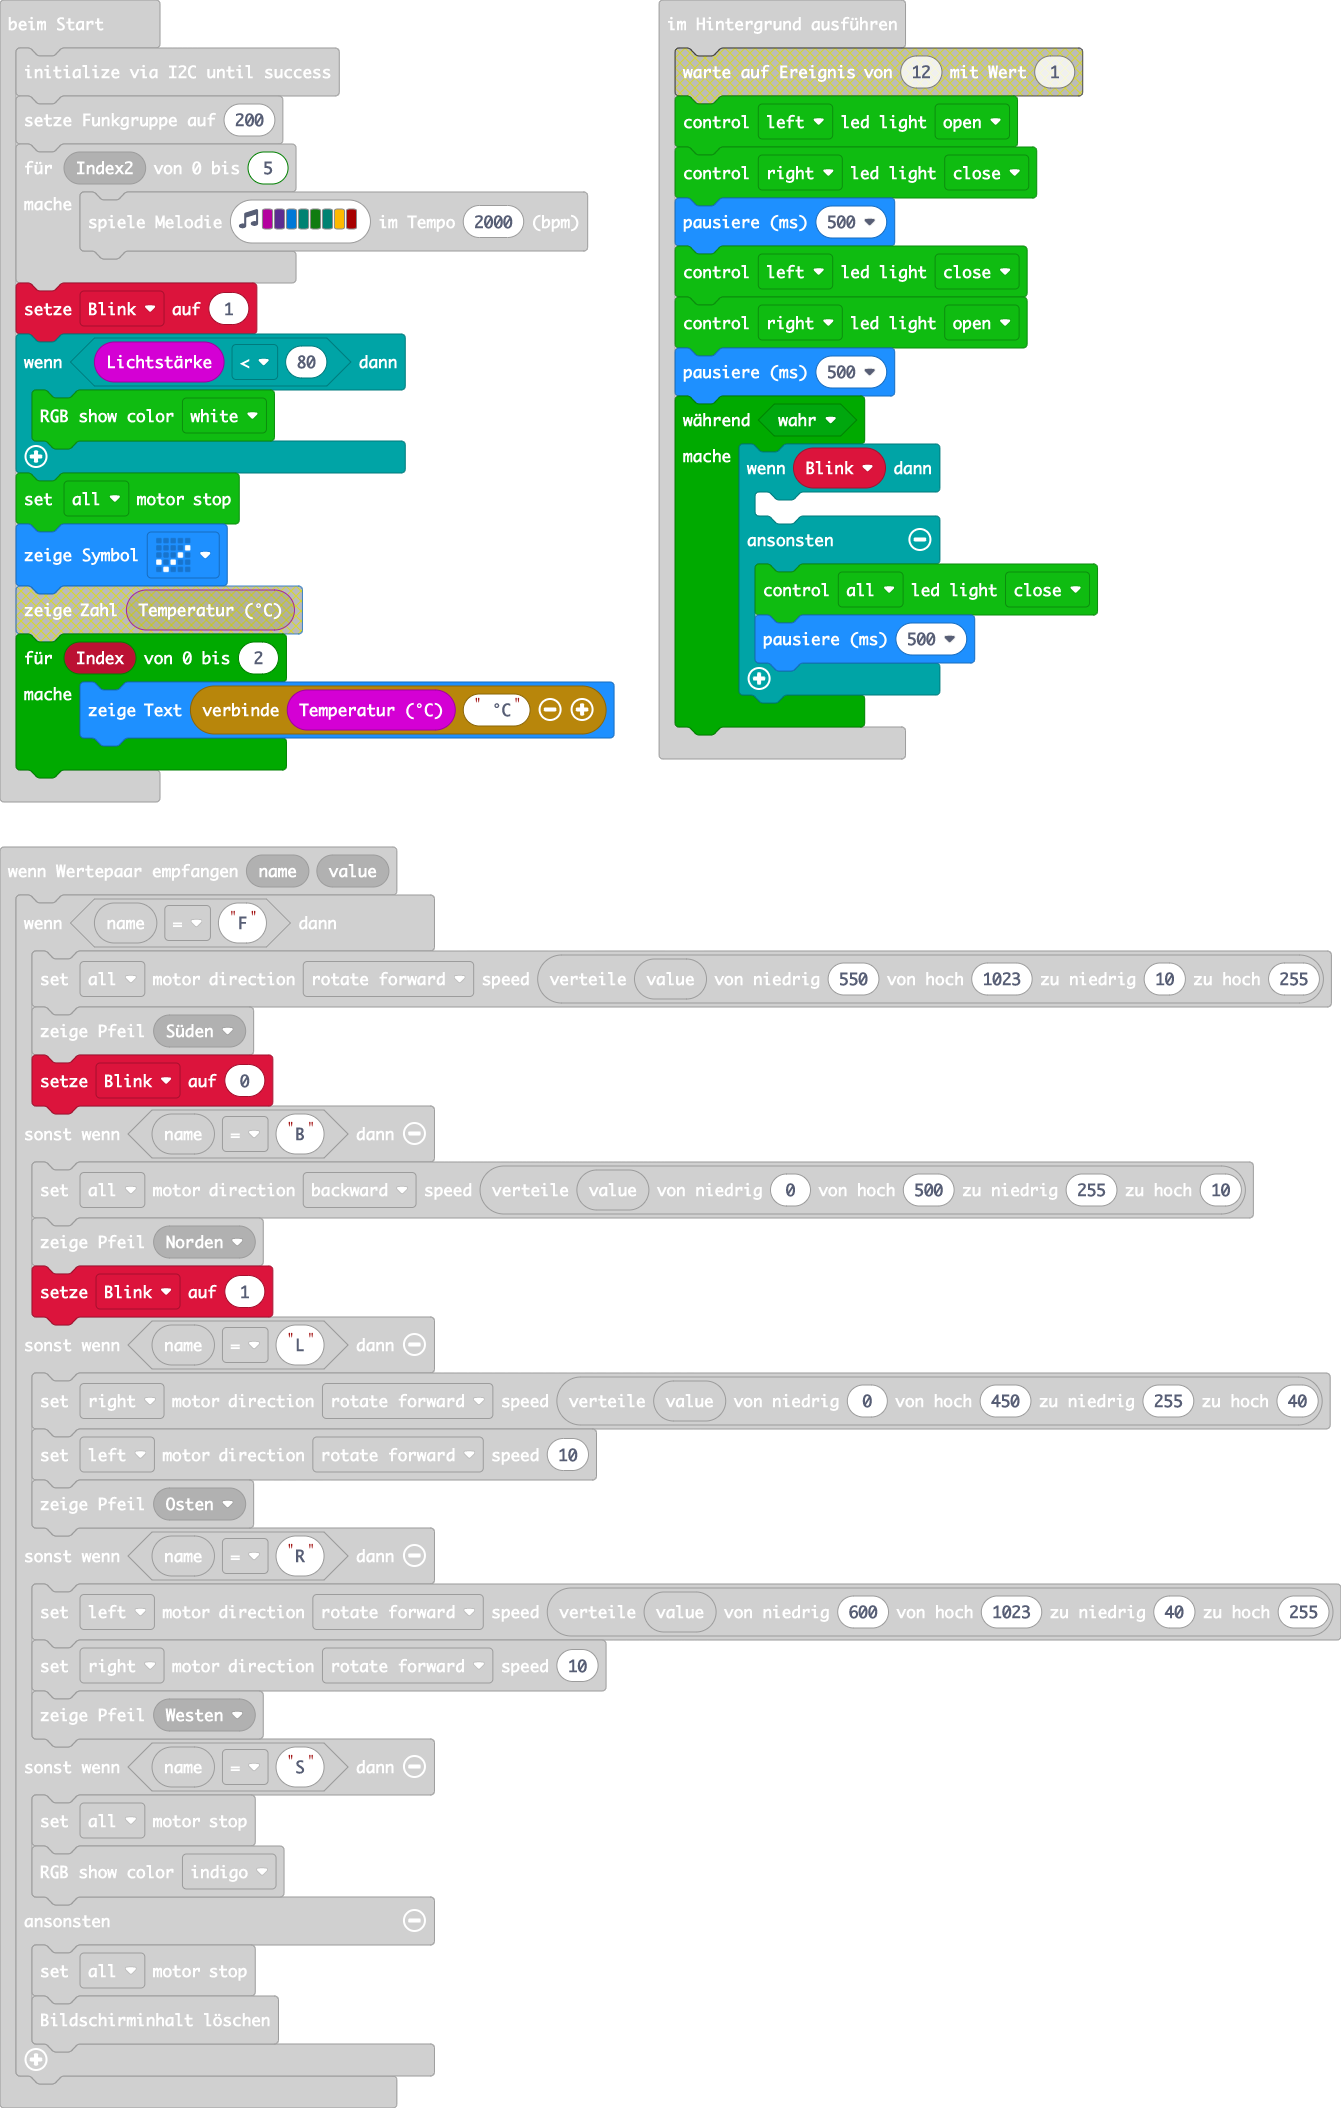 beim Start
initialize via I2C until success
setze Funkgruppe auf 200
für Index2 von 0 bis 5
mache
spiele Melodie im Tempo 2000 (bpm)
setze Blink auf 1
wenn Lichtstärke < 80 dann
RGB show color white
set all motor stop
zeige Symbol
zeige Zahl Temperatur (°C)
für Index von 0 bis 2
mache
zeige Text verbinde Temperatur (°C) " °C"
im Hintergrund ausführen
warte auf Ereignis von 12 mit Wert 1
control left led light open
control right led light close
pausiere (ms) 500
control left led light close
control right led light open
pausiere (ms) 500
während wahr
mache
wenn Blink dann
ansonsten
control all led light close
pausiere (ms) 500
wenn Wertepaar empfangen name value
wenn name = "F" dann
set all motor direction rotate forward speed verteile value von niedrig 550 von hoch 1023 zu niedrig 10 zu hoch 255
zeige Pfeil Süden
setze Blink auf 0
sonst wenn name = "B" dann
set all motor direction backward speed verteile value von niedrig 0 von hoch 500 zu niedrig 255 zu hoch 10
zeige Pfeil Norden
setze Blink auf 1
sonst wenn name = "L" dann
set right motor direction rotate forward speed verteile value von niedrig 0 von hoch 450 zu niedrig 255 zu hoch 40
set left motor direction rotate forward speed 10
zeige Pfeil Osten
sonst wenn name = "R" dann
set left motor direction rotate forward speed verteile value von niedrig 600 von hoch 1023 zu niedrig 40 zu hoch 255
set right motor direction rotate forward speed 10
zeige Pfeil Westen
sonst wenn name = "S" dann
set all motor stop
RGB show color indigo
ansonsten
set all motor stop
Bildschirminhalt löschen